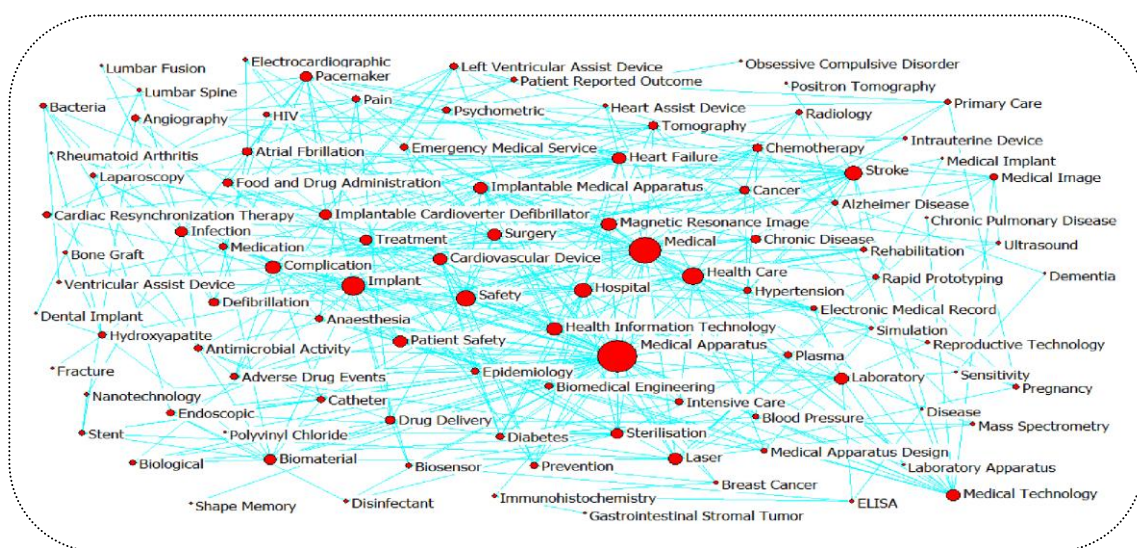 Lumbar Fusion
Electrocardiographic
Left Ventricular Assist Device
Obsessive Compulsive Disorder
Pacemaker
Patient Reported Outcome
Positron Tomography
Lumbar Spine
Pain
Bacteria
Angiography
HIV
Psychometric
Heart Assist Device
Radiology
Primary Care
Tomography
Intrauterine Device
Rheumatoid Arthritis
Atrial Fbrillation
Emergency Medical Service
Heart Failure
Chemotherapy
Medical Implant
Laparoscopy
Food and Drug Administration
Implantable Medical Apparatus
Cancer
Stroke
Medical Image
Alzheimer Disease
Cardiac Resynchronization Therapy
Implantable Cardioverter Defibrillator
Magnetic Resonance Image
Chronic Pulmonary Disease
Infection
Treatment
Surgery
Medical
Chronic Disease
Rehabilitation
Ultrasound
Bone Graft
Medication
Cardiovascular Device
Complication
Health Care
Rapid Prototyping
Dementia
Ventricular Assist Device
Implant
Safety
Hospital
Hypertension
Defibrillation
Electronic Medical Record
Dental Implant
Anaesthesia
Health Information Technology
Simulation
Hydroxyapatite
Patient Safety
Medical Apparatus
Reproductive Technology
Antimicrobial Activity
Plasma
Fracture
Adverse Drug Events
Epidemiology
Laboratory
Sensitivity
Biomedical Engineering
Pregnancy
Nanotechnology
Catheter
Intensive Care
Endoscopic
Drug Delivery
Blood Pressure
Disease
Mass Spectrometry
Stent
Polyvinyl Chloride
Diabetes
Sterilisation
Medical Apparatus Design
Biological
Biomaterial
Biosensor
Prevention
Laser
Laboratory Apparatus
Breast Cancer
Medical Technology
Shape Memory
Disinfectant
Immunohistochemistry
ELISA
Gastrointestinal Stromal Tumor